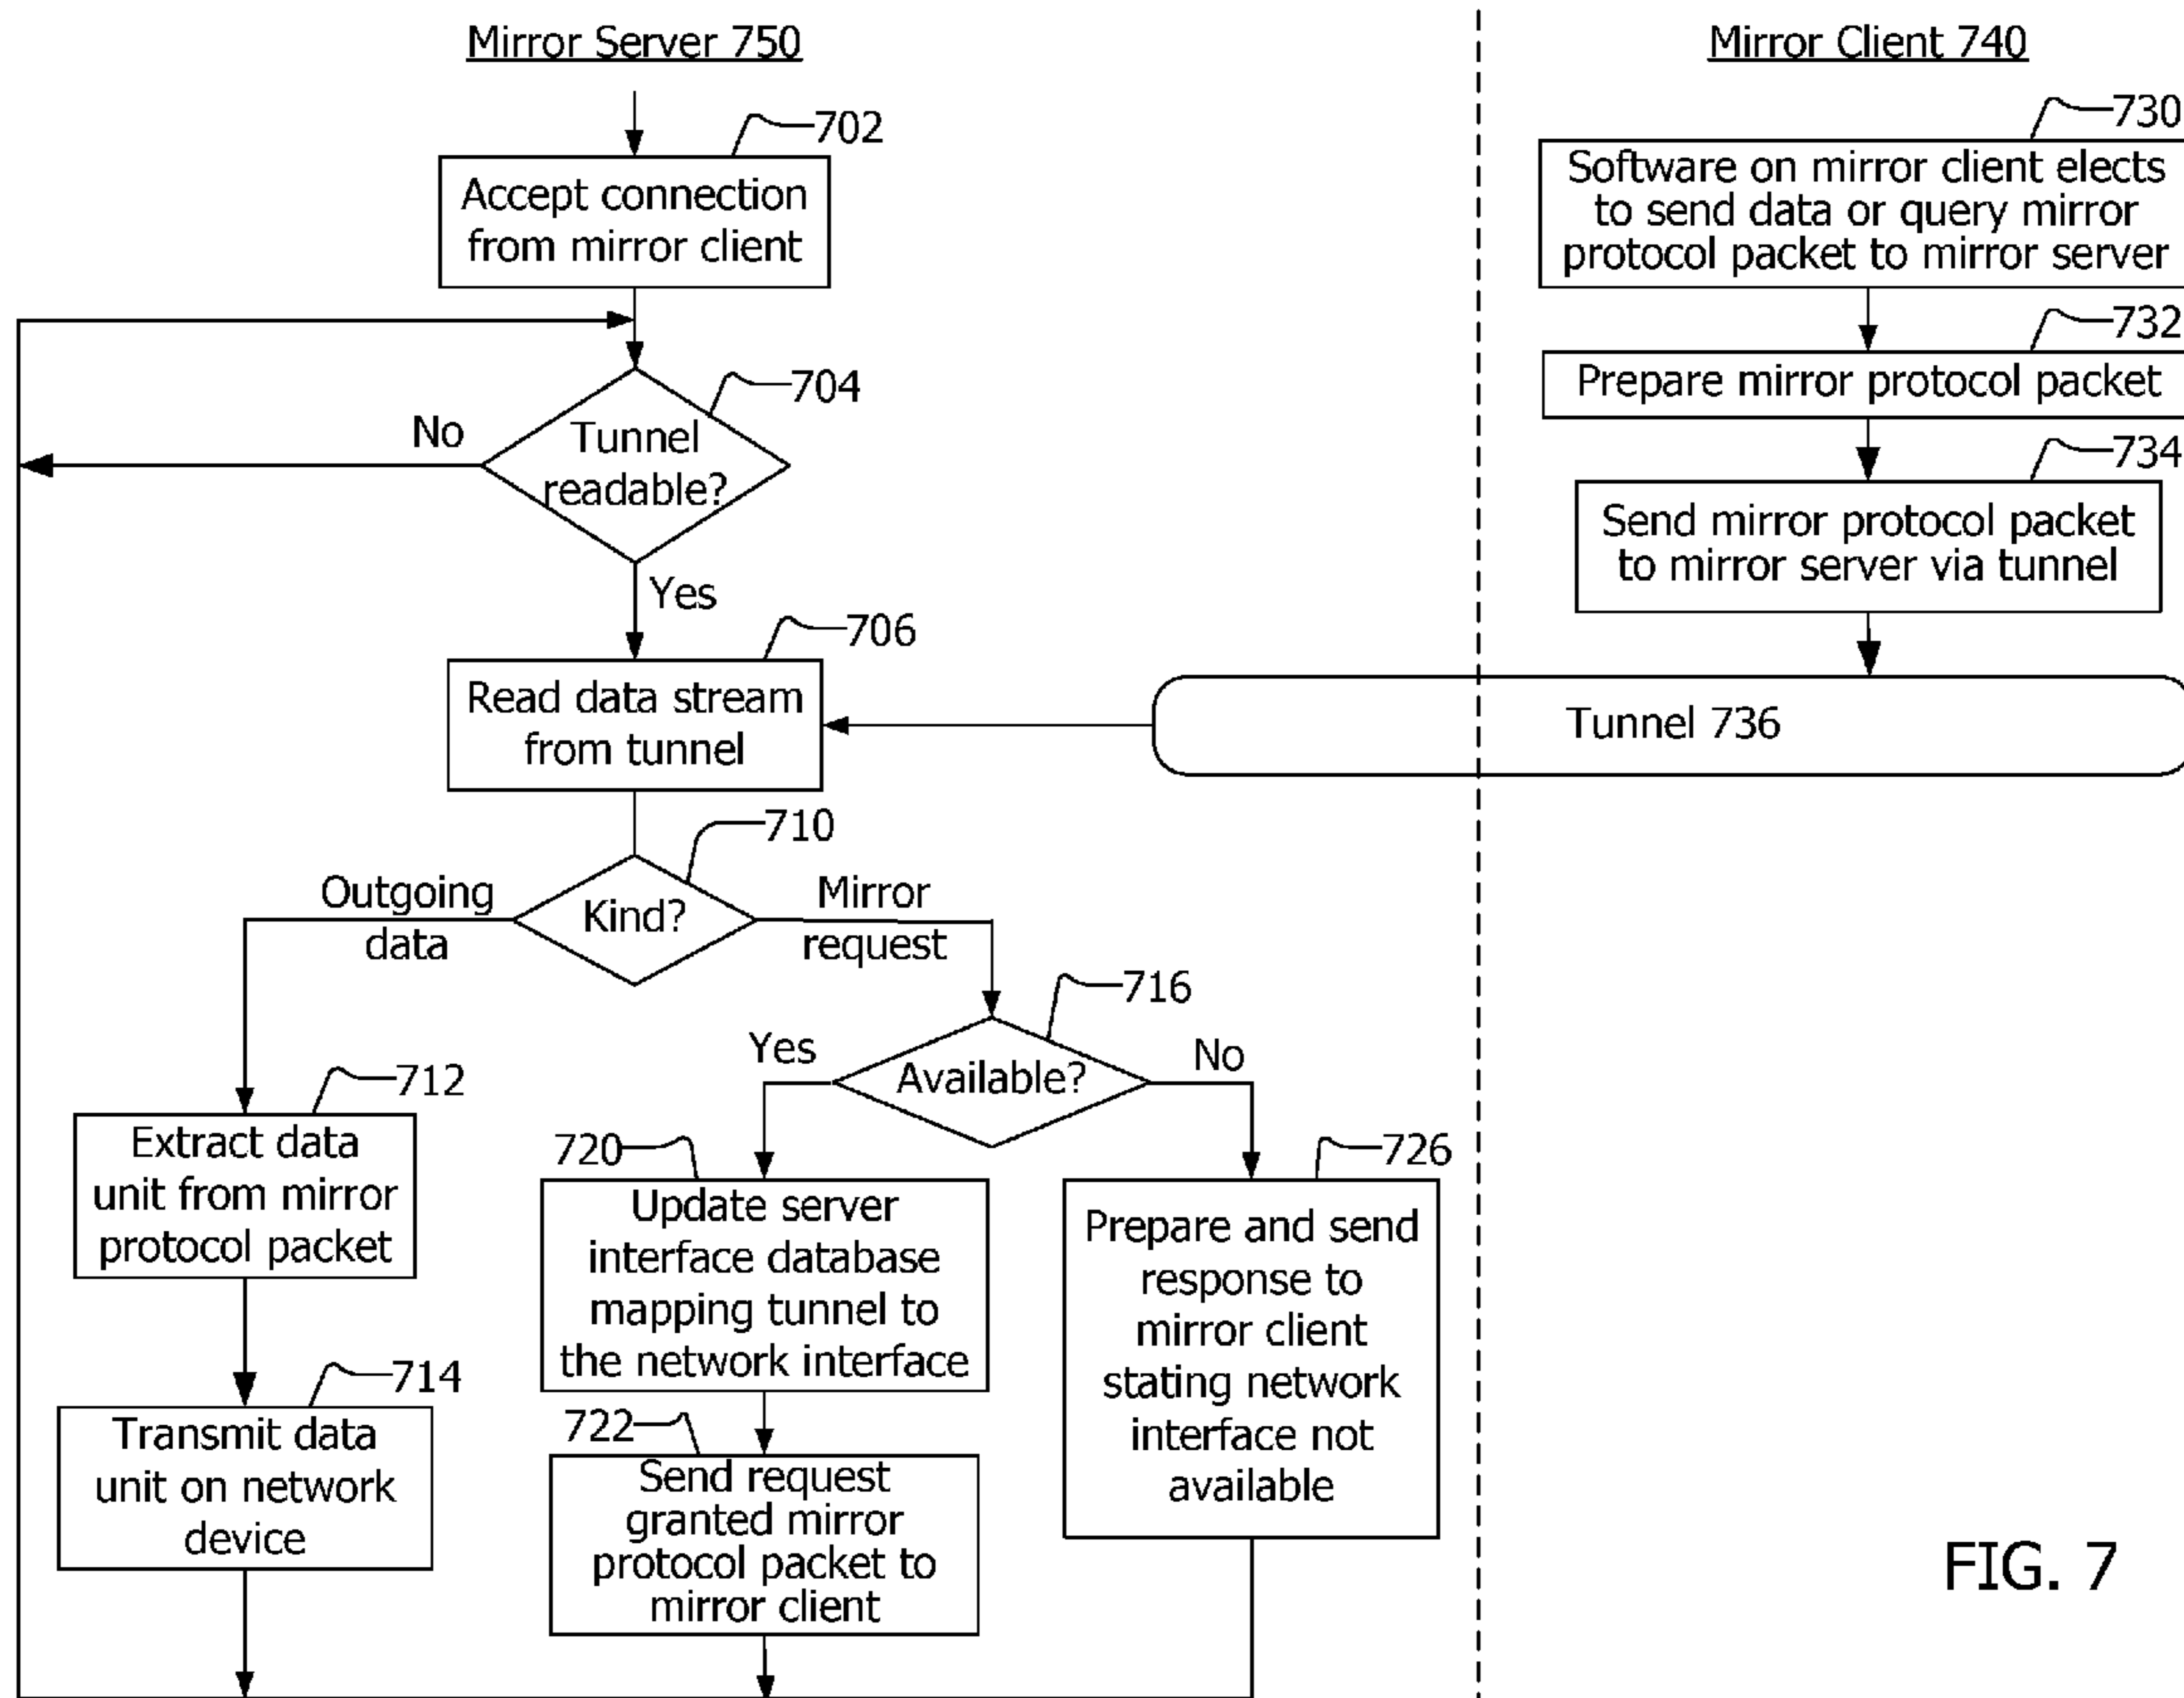 Mirror Server 750
702
Accept connection
from mirror client
704
Tunnel
readable?
No
Yes
706
Read data stream
from tunnel
710
Kind?
Outgoing
data
Mirror
request
712
Extract data
unit from mirror
protocol packet
714
Transmit data
unit on network
device
716
Available?
Yes
No
720
Update server
interface database
mapping tunnel to
the network interface
722
Send request
granted mirror
protocol packet to
mirror client
726
Prepare and send
response to
mirror client
stating network
interface not
available
Mirror Client 740
730
Software on mirror client elects
to send data or query mirror
protocol packet to mirror server
732
Prepare mirror protocol packet
734
Send mirror protocol packet
to mirror server via tunnel
Tunnel 736
FIG. 7